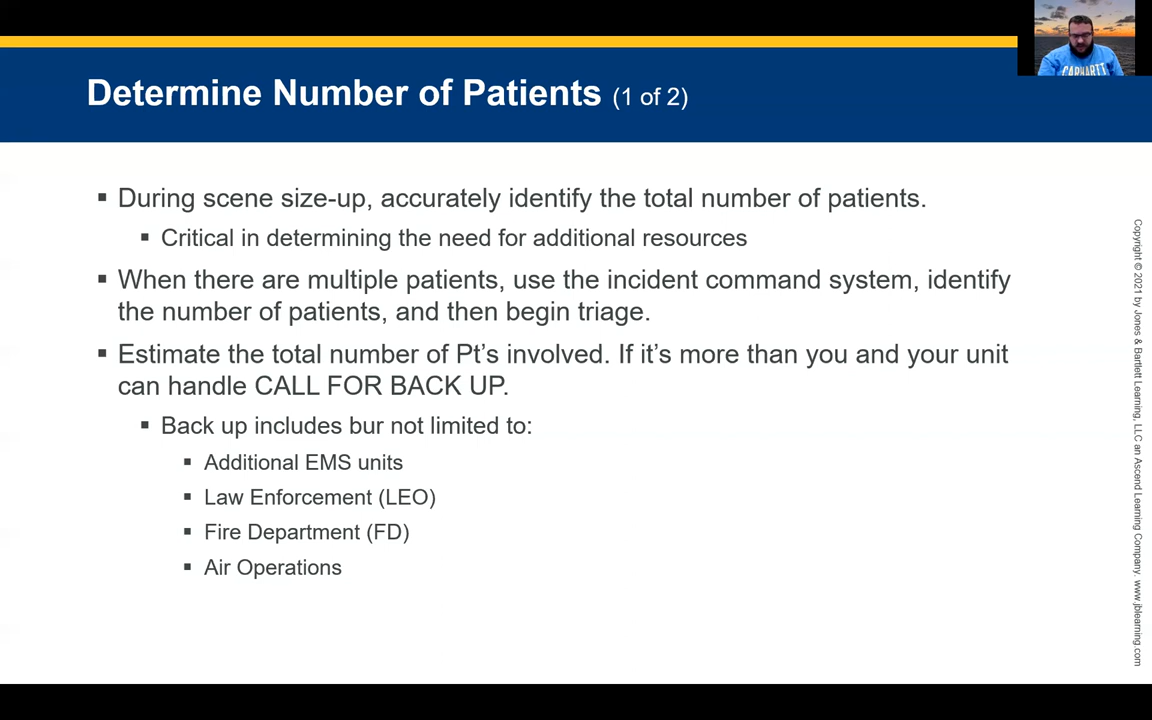 Determine Number of Patients (1 of 2)
▪ During scene size-up, accurately identify the total number of patients.
▪ Critical in determining the need for additional resources
▪ When there are multiple patients, use the incident command system, identify
the number of patients, and then begin triage.
▪ Estimate the total number of Pt’s involved. If it’s more than you and your unit
can handle CALL FOR BACK UP.
▪ Back up includes bur not limited to:
▪ Additional EMS units
▪ Law Enforcement (LEO)
▪ Fire Department (FD)
▪ Air Operations
Copyright © 2021 by Jones & Bartlett Learning, LLC an Ascend Learning Company. www.jblearning.com
CARHARTT